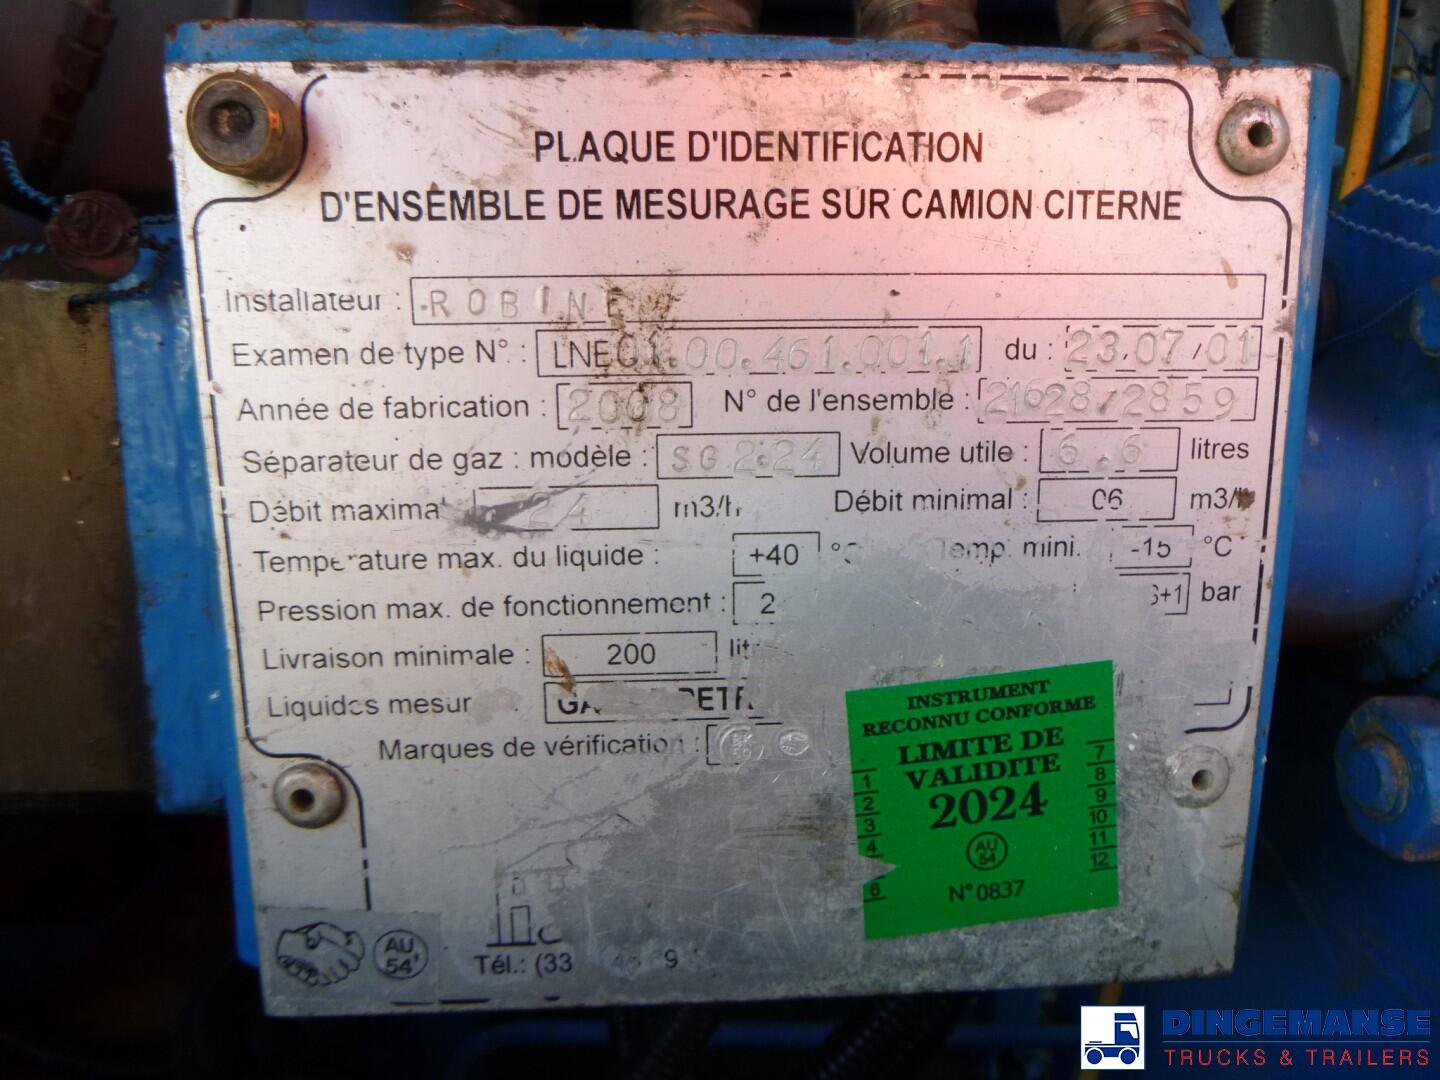 PLAQUE D'IDENTIFICATION
D'ENSEMBLE DE MESURAGE SUR CAMION CITERNE
Installateur : ROBINE
Examen de type N° : LNE 01.00.461.001.1 du : 23/07/01
Année de fabrication : 2008 N° de l'ensemble : 21628/2859
Séparateur de gaz : modèle : SG 2.24 Volume utile : 6.6 litres
Débit maximal 24 m3/h Débit minimal : 06 m3/h
Température max. du liquide : +40 °C Temp. mini. -15 °C
Pression max. de fonctionnement : 2 bar
Livraison minimale : 200
Liquides
Marques de vérification :
INSTRUMENT
RECONNU CONFORME
LIMITE DE
VALIDITE
2024
1 2 3 4 6
7 8 9 10 11 12
AU
54
N° 0837
AU
54
Tél.: (33
DINGEMANSE
TRUCKS & TRAILERS